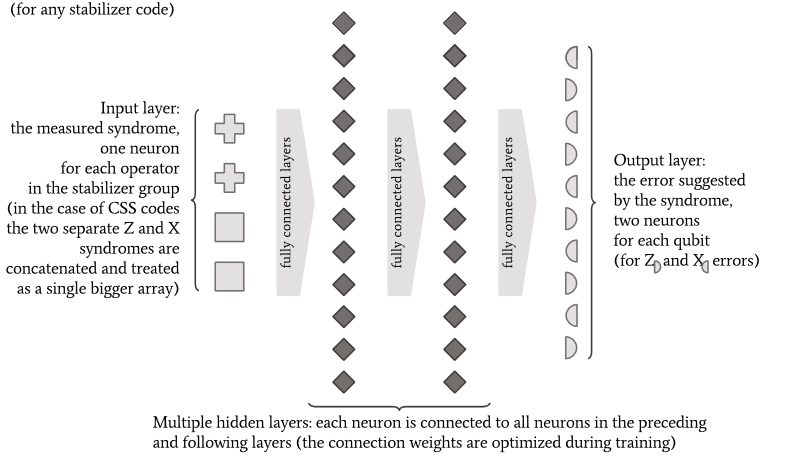 (for any stabilizer code)
Input layer:
the measured syndrome,
one neuron
for each operator
in the stabilizer group
(in the case of CSS codes
the two separate Z and X
syndromes are
concatenated and treated
as a single bigger array)
fully connected layers
fully connected layers
fully connected layers
Output layer:
the error suggested
by the syndrome,
two neurons
for each qubit
(for Z and X errors)
Multiple hidden layers: each neuron is connected to all neurons in the preceding
and following layers (the connection weights are optimized during training)